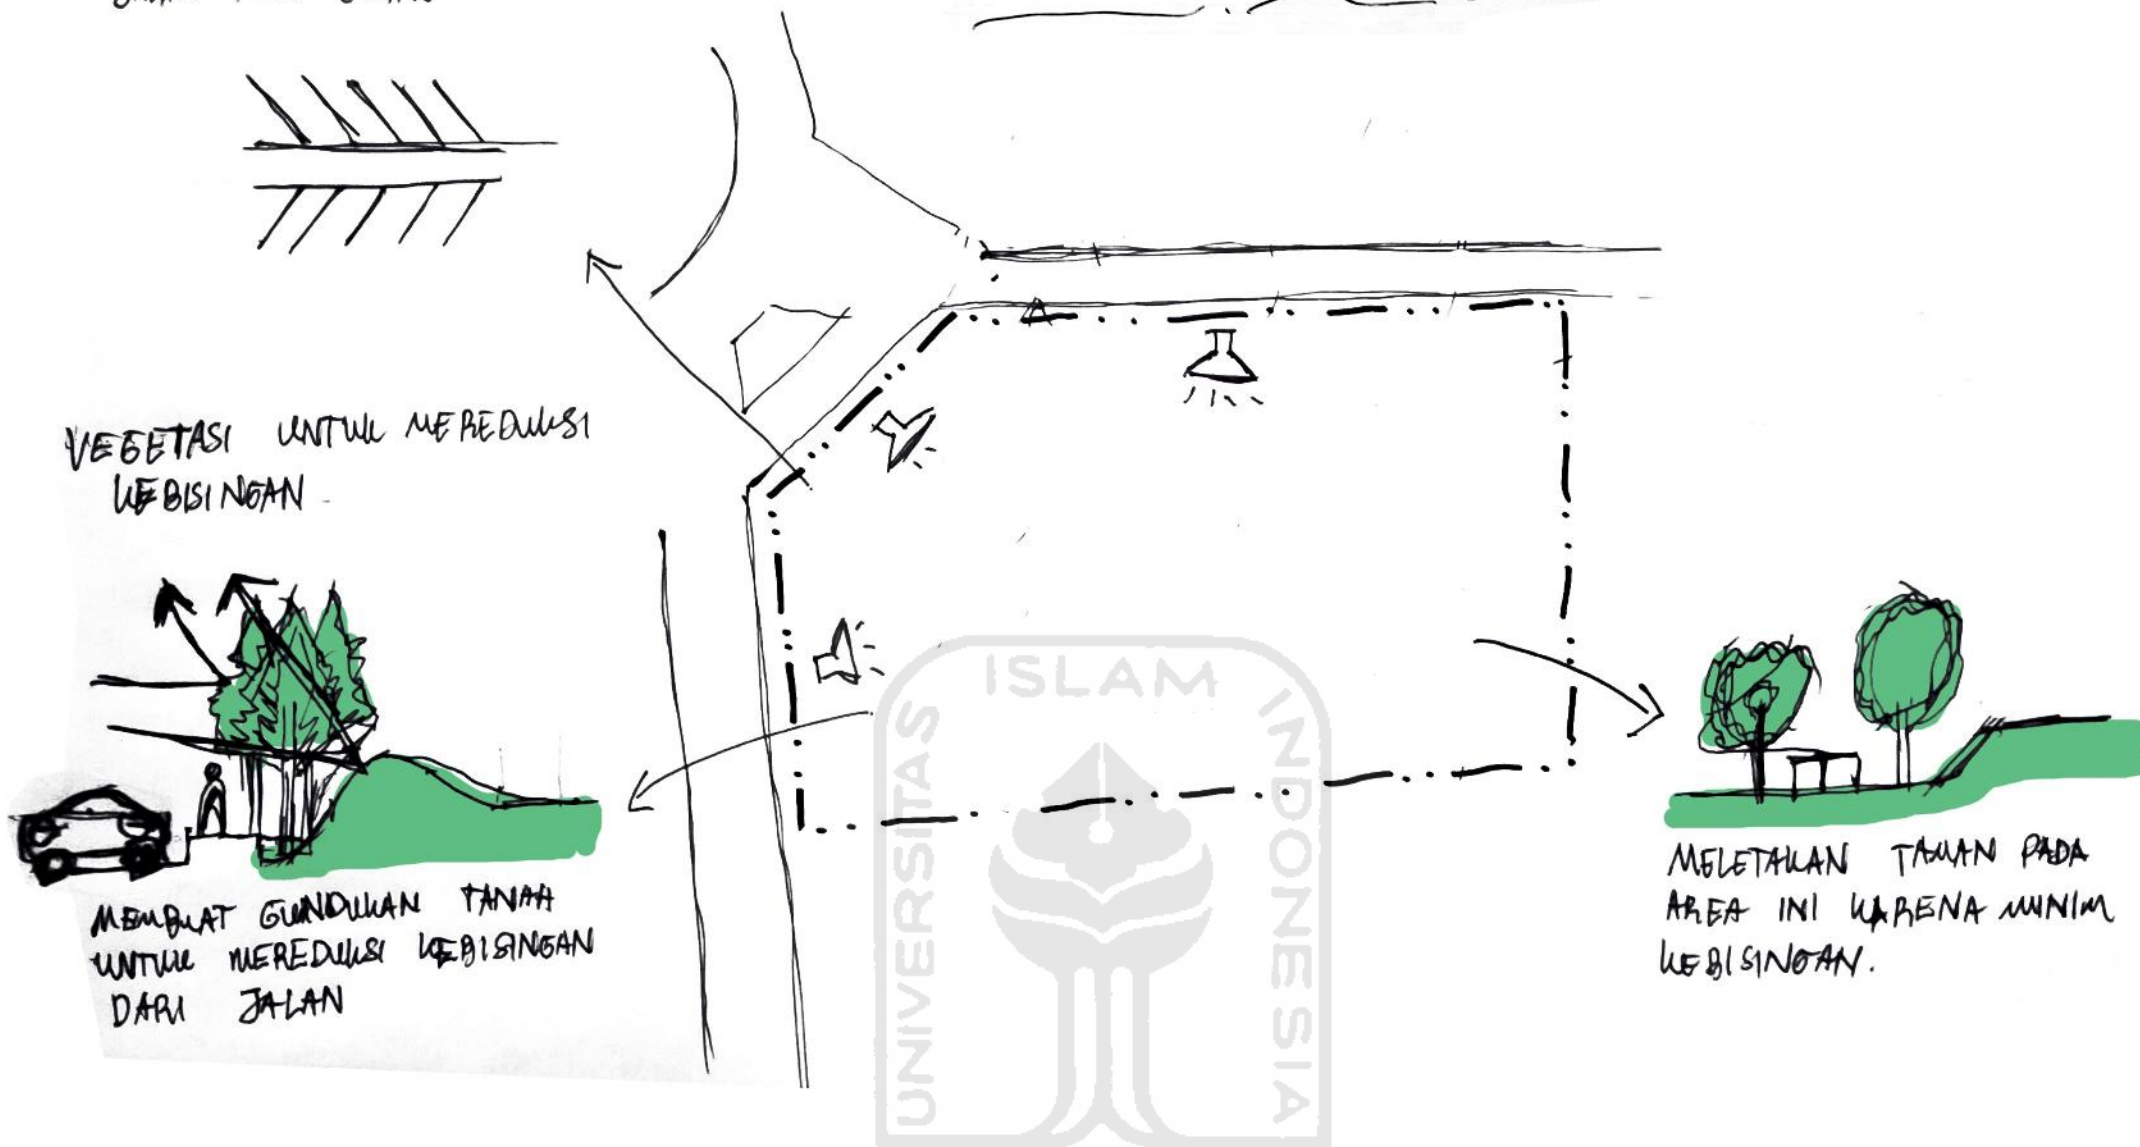 VEGETASI UNTUK MEREDUKSI
KEBISINGAN
MEMBUAT GUNDUKAN TANAH
UNTUK MEREDUKSI KEBISINGAN
DARI JALAN
MELETAKAN TAMAN PADA
AREA INI KARENA MINIM
KEBISINGAN.
UNIVERSITAS
ISLAM
INDONESIA